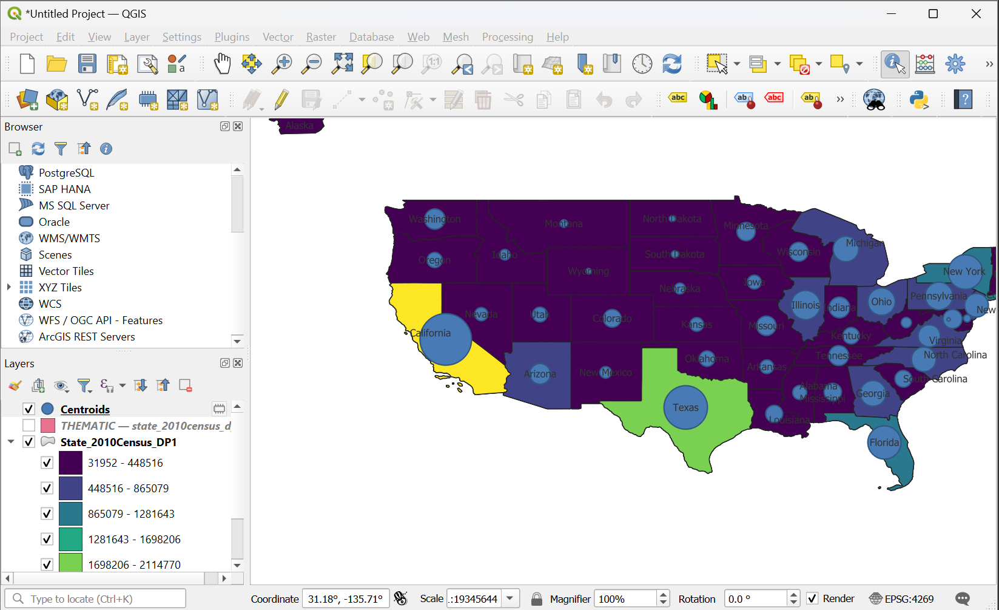 *Untitled Project — QGIS
Project Edit View Layer Settings Plugins Vector Raster Database Web Mesh Processing Help
1:1
»
abc ab abc ab » ?
Browser
PostgreSQL
SAP HANA
MS SQL Server
Oracle
WMS/WMTS
Scenes
Vector Tiles
XYZ Tiles
WCS
WFS / OGC API - Features
ArcGIS REST Servers
Layers
Centroids
THEMATIC — state_2010census_d
State_2010Census_DP1
31952 - 448516
448516 - 865079
865079 - 1281643
1281643 - 1698206
1698206 - 2114770
Alaska
Washington
Montana
North Dakota
Minnesota
Michigan
Oregon
Idaho
South Dakota
Wisconsin
Wyoming
New York
Nebraska
Iowa
Illinois
Indiana
Ohio
Pennsylvania
New
California
Nevada
Utah
Colorado
Kansas
Missouri
Kentucky
Virginia
Arizona
New Mexico
Oklahoma
Arkansas
Tennessee
North Carolina
South Carolina
Alabama
Mississippi
Georgia
Texas
Louisiana
Florida
Type to locate (Ctrl+K)
Coordinate 31.18°, -135.71° Scale .:19345644 Magnifier 100% Rotation 0.0 ° Render EPSG:4269